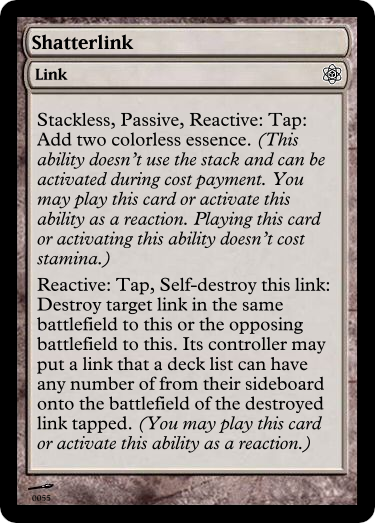 Shatterlink
Link
Stackless, Passive, Reactive: Tap:
Add two colorless essence. (This
ability doesn't use the stack and can be
activated during cost payment. You
may play this card or activate this
ability as a reaction. Playing this card
or activating this ability doesn't cost
stamina.)
Reactive: Tap, Self-destroy this link:
Destroy target link in the same
battlefield to this or the opposing
battlefield to this. Its controller may
put a link that a deck list can have
any number of from their sideboard
onto the battlefield of the destroyed
link tapped. (You may play this card
or activate this ability as a reaction.)
0055